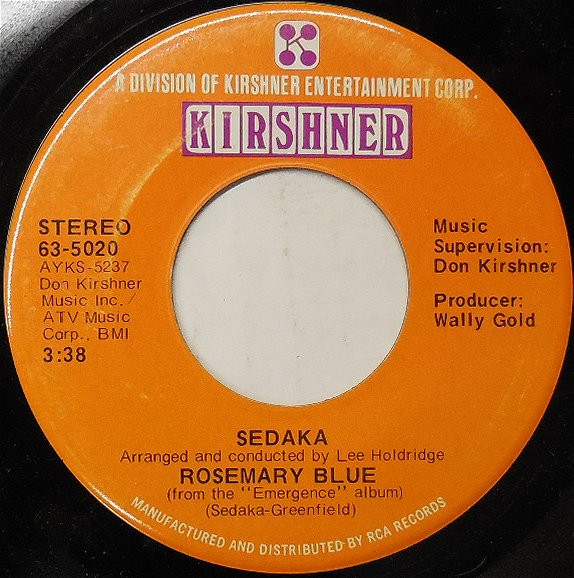 K
A DIVISION OF KIRSHNER ENTERTAINMENT CORP.
KIRSHNER
STEREO
63-5020
AYKS-5237
Don Kirshner
Music Inc./
ATV Music
Corp., BMI
3:38
Music
Supervision:
Don Kirshner
Producer:
Wally Gold
SEDAKA
Arranged and conducted by Lee Holdridge
ROSEMARY BLUE
(from the "Emergence" album)
(Sedaka-Greenfield)
MANUFACTURED AND DISTRIBUTED BY RCA RECORDS